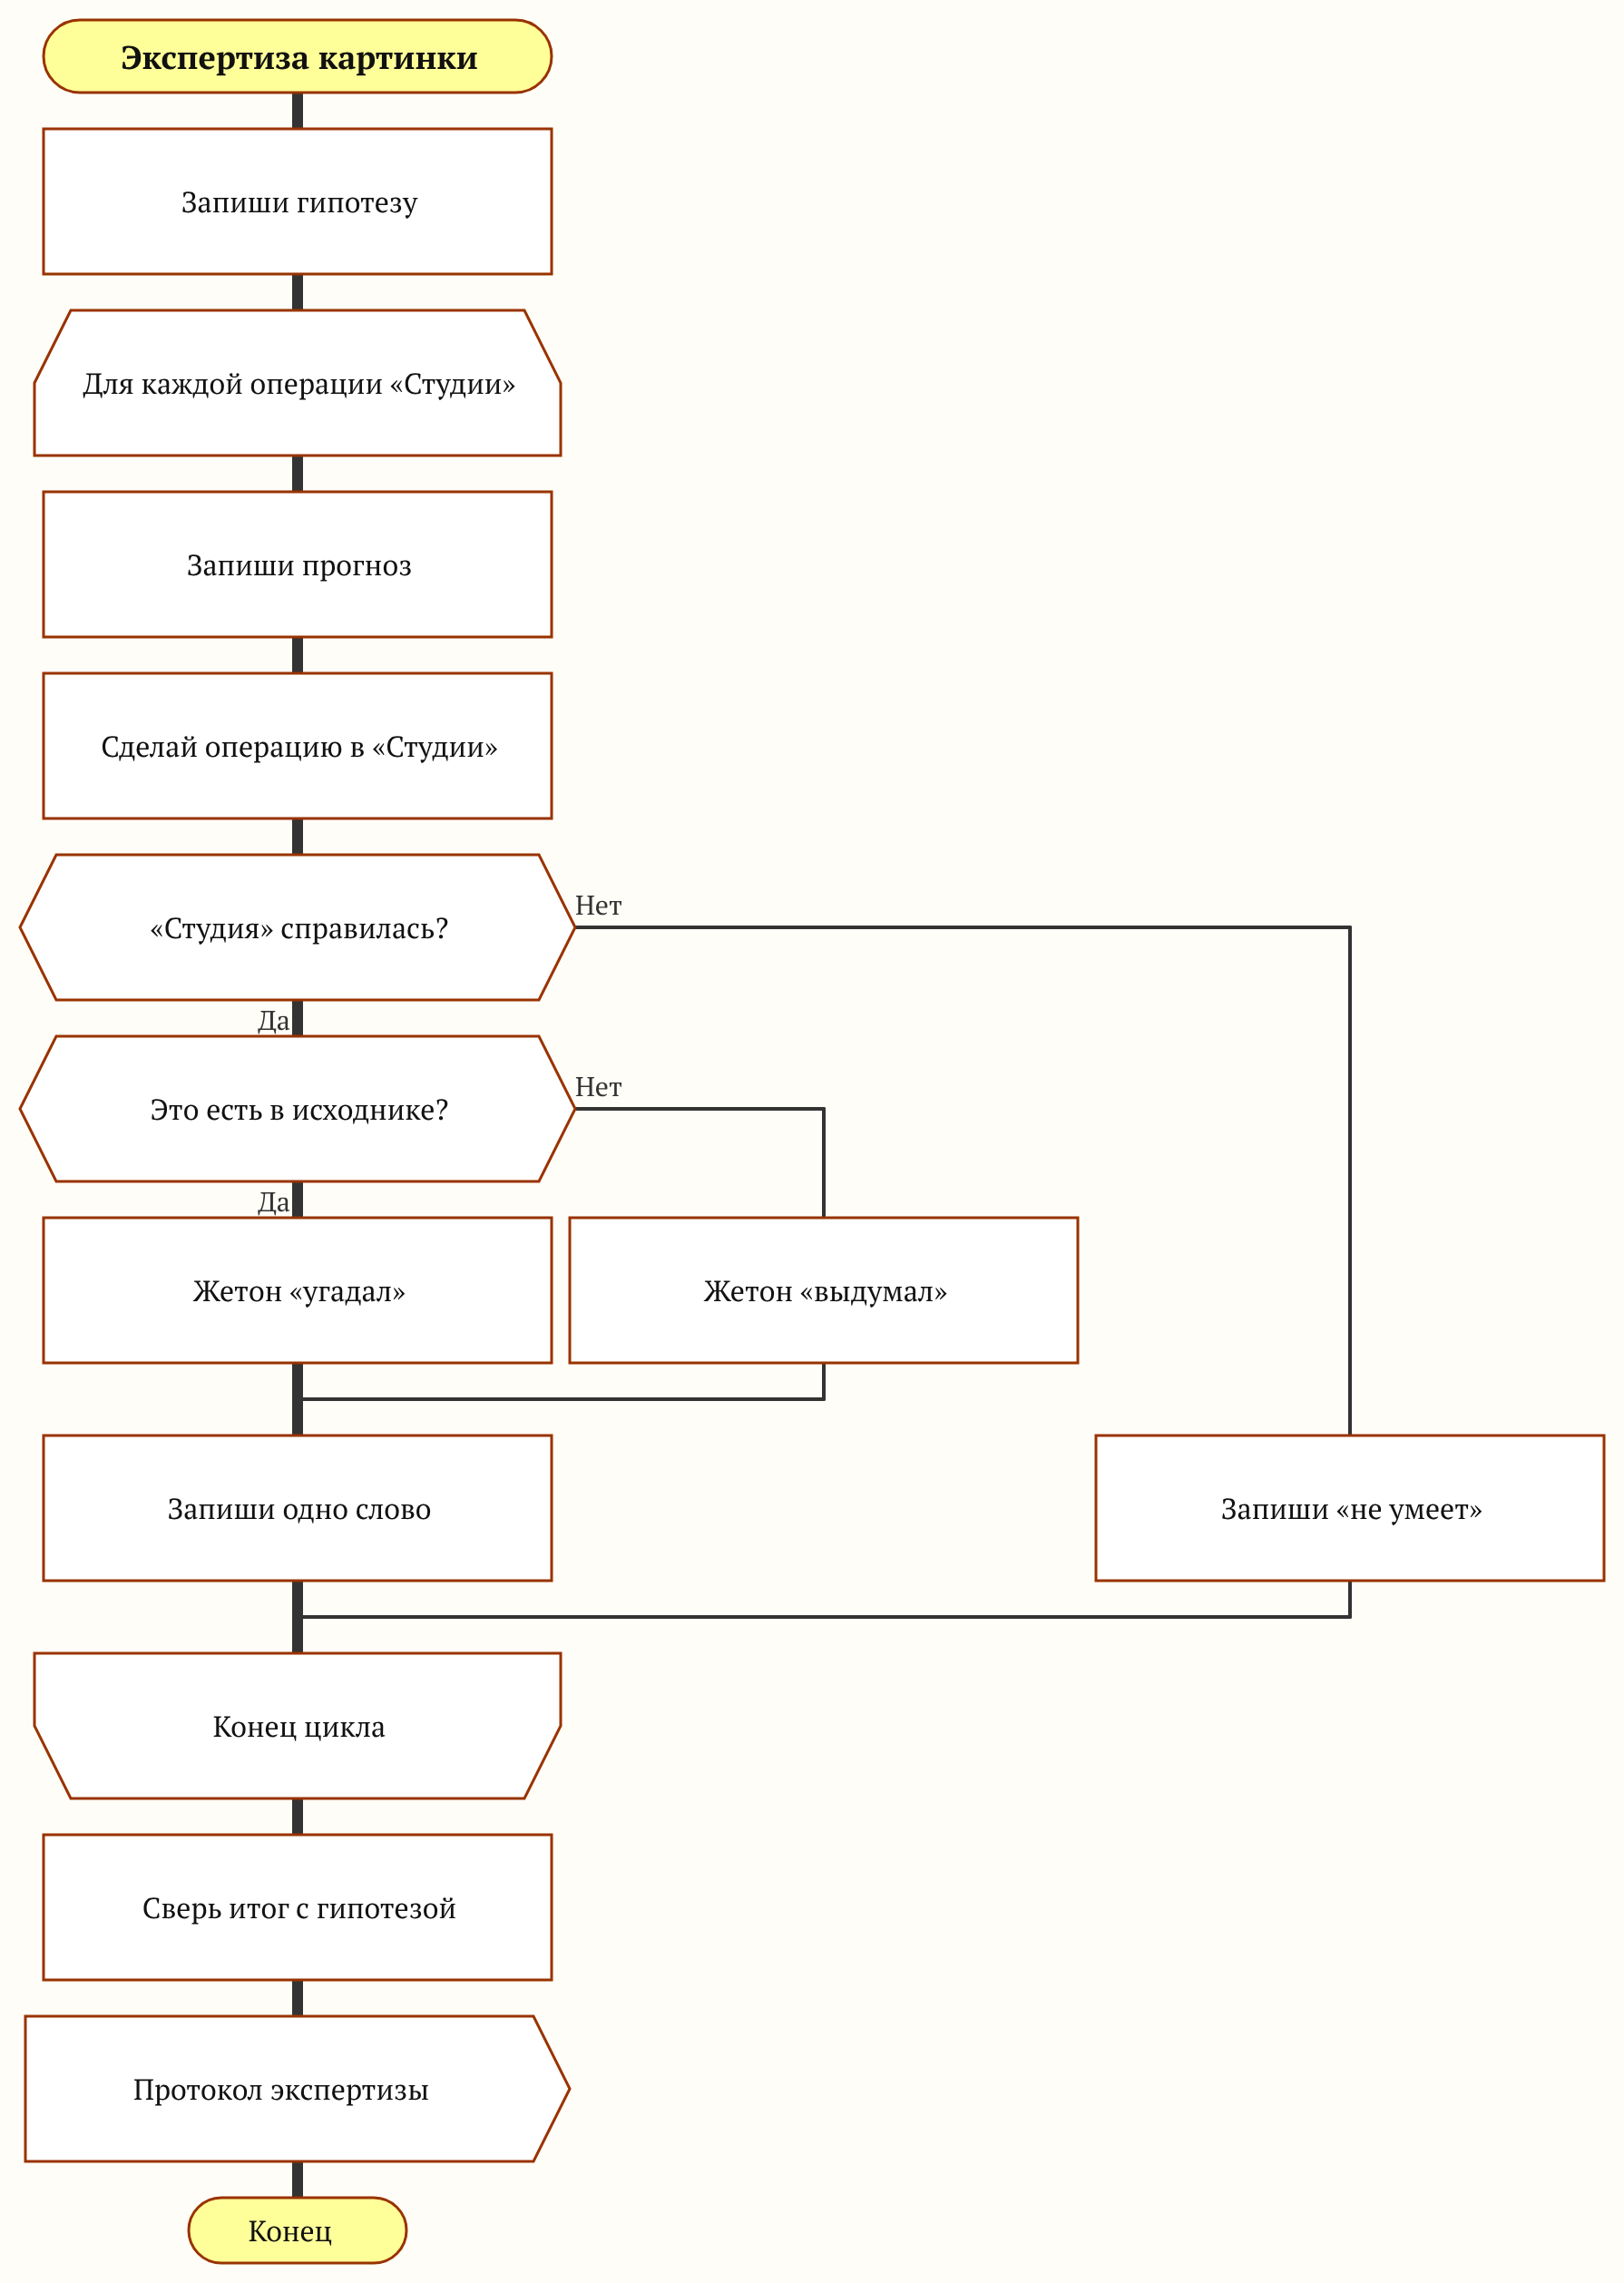 Экспертиза картинки
Запиши гипотезу
Для каждой операции «Студии»
Запиши прогноз
Сделай операцию в «Студии»
«Студия» справилась?
Нет
Да
Это есть в исходнике?
Нет
Да
Жетон «угадал»
Жетон «выдумал»
Запиши одно слово
Запиши «не умеет»
Конец цикла
Сверь итог с гипотезой
Протокол экспертизы
Конец